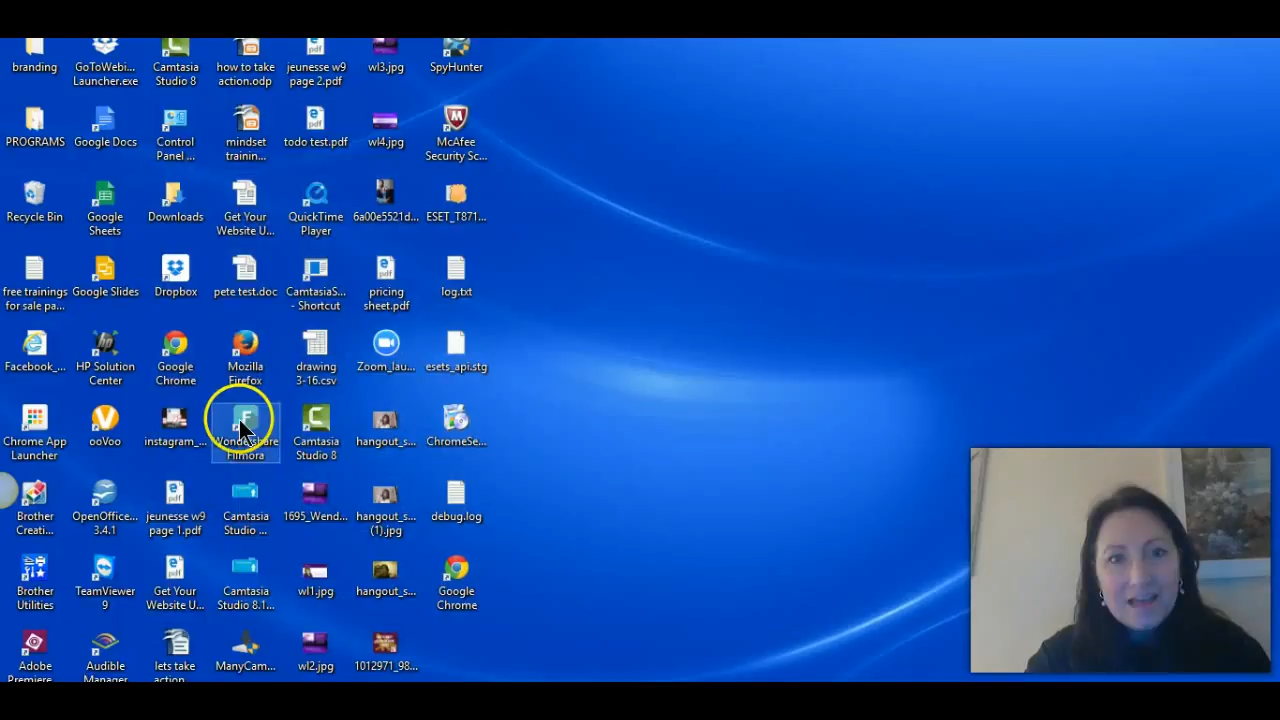 branding
GoToWebi...
Launcher.exe
Camtasia
Studio 8
how to take
action.odp
jeunesse w9
page 2.pdf
wl3.jpg
SpyHunter
PROGRAMS
Google Docs
Control
Panel ...
mindset
trainin...
todo test.pdf
wl4.jpg
McAfee
Security Sc...
Recycle Bin
Google
Sheets
Downloads
Get Your
Website U...
QuickTime
Player
6a00e5521d...
ESET_T871...
free trainings
for sale pa...
Google Slides
Dropbox
pete test.doc
CamtasiaS...
- Shortcut
pricing
sheet.pdf
log.txt
Facebook_...
HP Solution
Center
Google
Chrome
Mozilla
Firefox
drawing
3-16.csv
Zoom_lau...
esets_api.stg
Chrome App
Launcher
ooVoo
instagram_...
Wondershare
Filmora
Camtasia
Studio 8
hangout_s...
ChromeSe...
Brother
Creati...
OpenOffice...
3.4.1
jeunesse w9
page 1.pdf
Camtasia
Studio ...
1695_Wend...
hangout_s...
(1).jpg
debug.log
Brother
Utilities
TeamViewer
9
Get Your
Website U...
Camtasia
Studio 8.1...
wl1.jpg
hangout_s...
Google
Chrome
Adobe
Premiere...
Audible
Manager
lets take
action
ManyCam...
wl2.jpg
1012971_98...